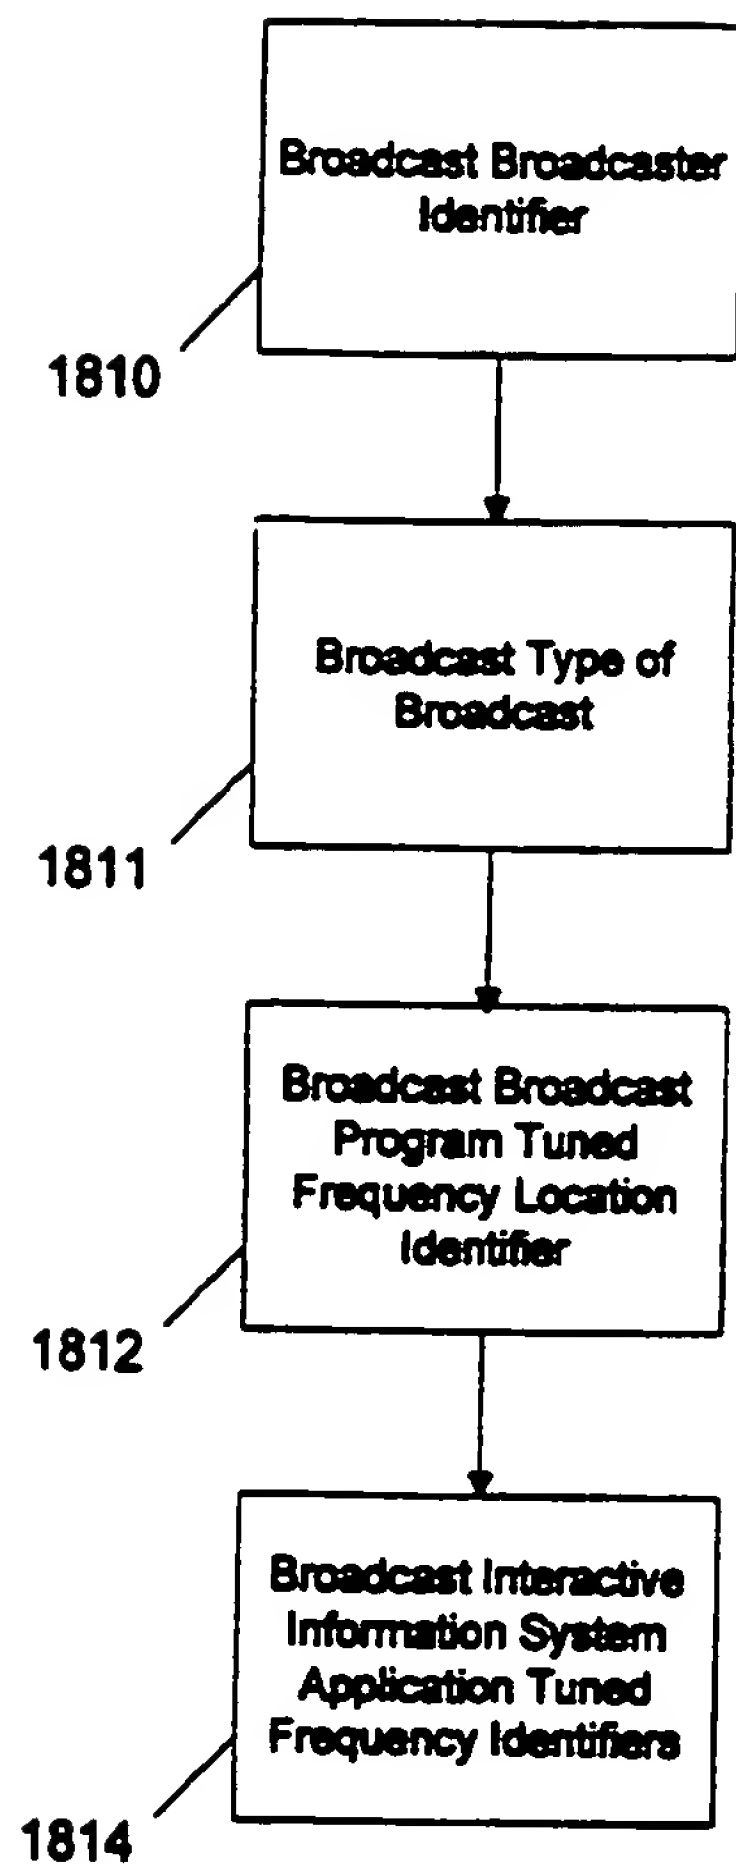 Broadcast Broadcaster
Identifier
1810
Broadcast Type of
Broadcast
1811
Broadcast Broadcast
Program Tuned
Frequency Location
Identifier
1812
Broadcast Interactive
Information System
Application Tuned
Frequency Identifiers
1814